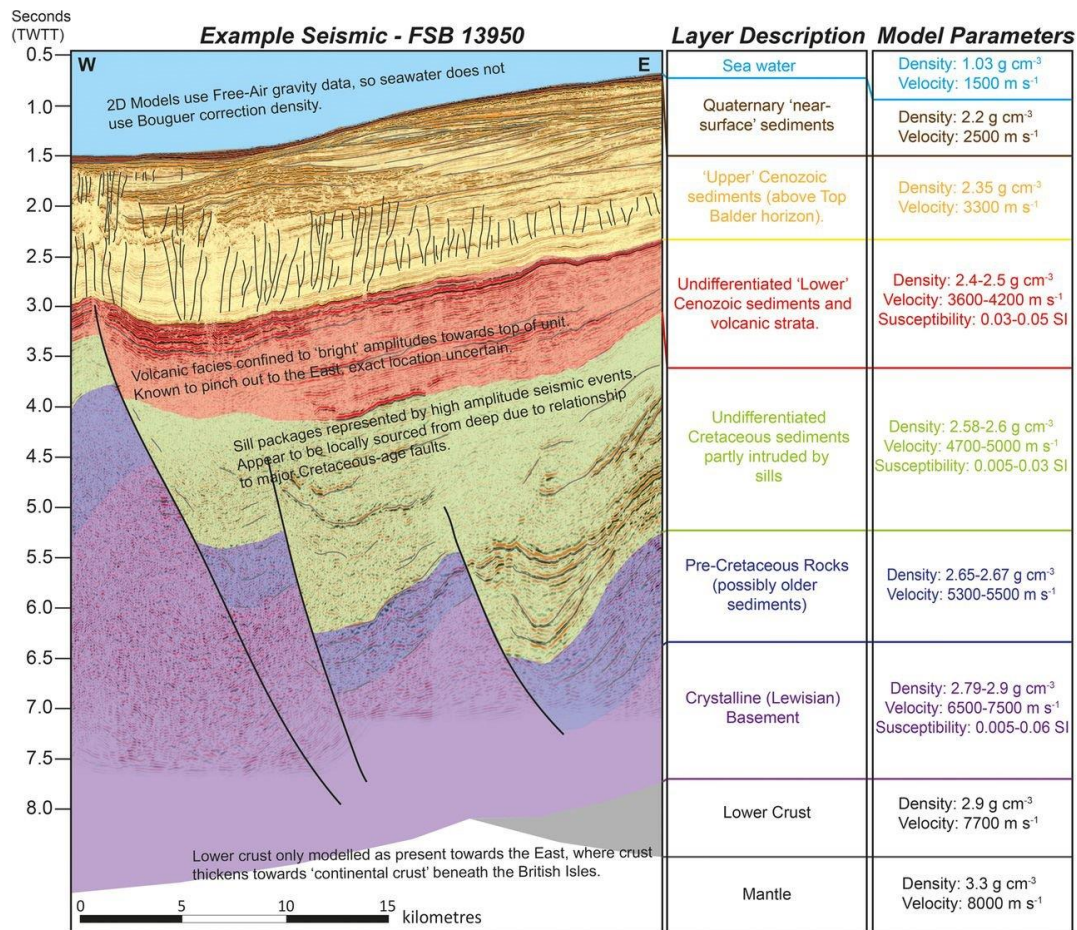 Seconds
(TWTT)
Example Seismic - FSB 13950
Layer Description
Model Parameters
0.5
1.0
1.5
2.0
2.5
3.0
3.5
4.0
4.5
5.0
5.5
6.0
6.5
7.0
7.5
8.0
W
E
2D Models use Free-Air gravity data, so seawater does not
use Bouguer correction density.
Volcanic facies confined to 'bright' amplitudes towards top of unit.
Known to pinch out to the East, exact location uncertain.
Sill packages represented by high amplitude seismic events.
Appear to be locally sourced from deep due to relationship
to major Cretaceous-age faults.
Lower crust only modelled as present towards the East, where crust
thickens towards 'continental crust' beneath the British Isles.
0 5 10 15
kilometres
Sea water
Density: 1.03 g cm⁻³
Velocity: 1500 m s⁻¹
Quaternary 'near-
surface' sediments
Density: 2.2 g cm⁻³
Velocity: 2500 m s⁻¹
'Upper' Cenozoic
sediments (above Top
Balder horizon).
Density: 2.35 g cm⁻³
Velocity: 3300 m s⁻¹
Undifferentiated 'Lower'
Cenozoic sediments and
volcanic strata.
Density: 2.4-2.5 g cm⁻³
Velocity: 3600-4200 m s⁻¹
Susceptibility: 0.03-0.05 SI
Undifferentiated
Cretaceous sediments
partly intruded by
sills
Density: 2.58-2.6 g cm⁻³
Velocity: 4700-5000 m s⁻¹
Susceptibility: 0.005-0.03 SI
Pre-Cretaceous Rocks
(possibly older
sediments)
Density: 2.65-2.67 g cm⁻³
Velocity: 5300-5500 m s⁻¹
Crystalline (Lewisian)
Basement
Density: 2.79-2.9 g cm⁻³
Velocity: 6500-7500 m s⁻¹
Susceptibility: 0.005-0.06 SI
Lower Crust
Density: 2.9 g cm⁻³
Velocity: 7700 m s⁻¹
Mantle
Density: 3.3 g cm⁻³
Velocity: 8000 m s⁻¹